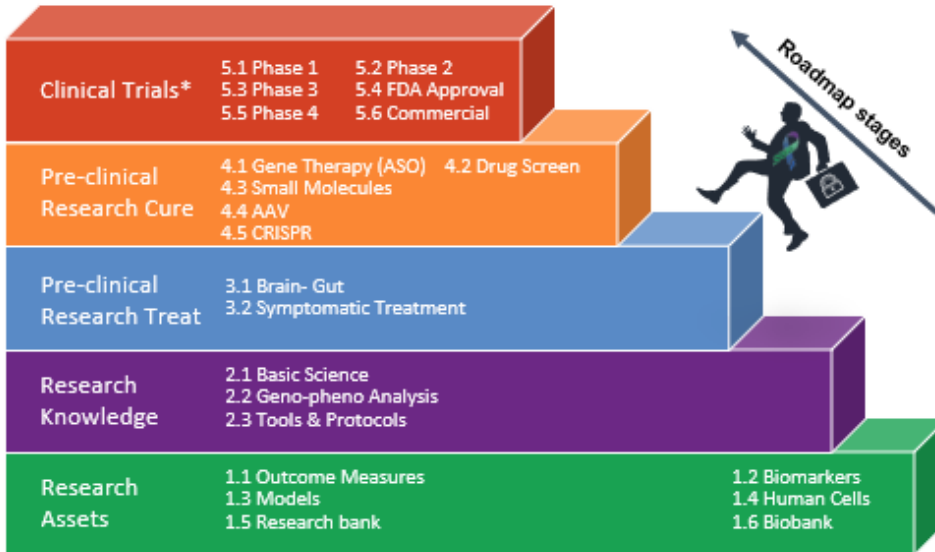 Roadmap stages
Clinical Trials*
5.1 Phase 1 5.2 Phase 2
5.3 Phase 3 5.4 FDA Approval
5.5 Phase 4 5.6 Commercial
Pre-clinical
Research Cure
4.1 Gene Therapy (ASO) 4.2 Drug Screen
4.3 Small Molecules
4.4 AAV
4.5 CRISPR
Pre-clinical
Research Treat
3.1 Brain- Gut
3.2 Symptomatic Treatment
Research
Knowledge
2.1 Basic Science
2.2 Geno-pheno Analysis
2.3 Tools & Protocols
Research
Assets
1.1 Outcome Measures 1.2 Biomarkers
1.3 Models 1.4 Human Cells
1.5 Research bank 1.6 Biobank